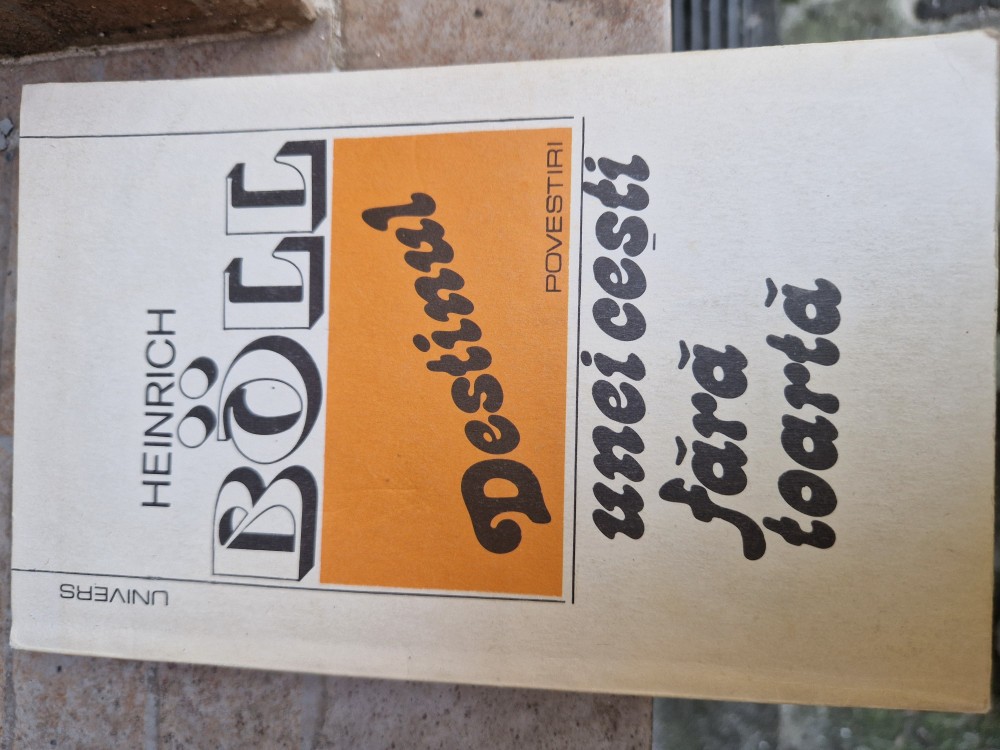 UNIVERS
HEINRICH
BÖLL
Destinul
POVESTIRI
unei cești
fără
toartă